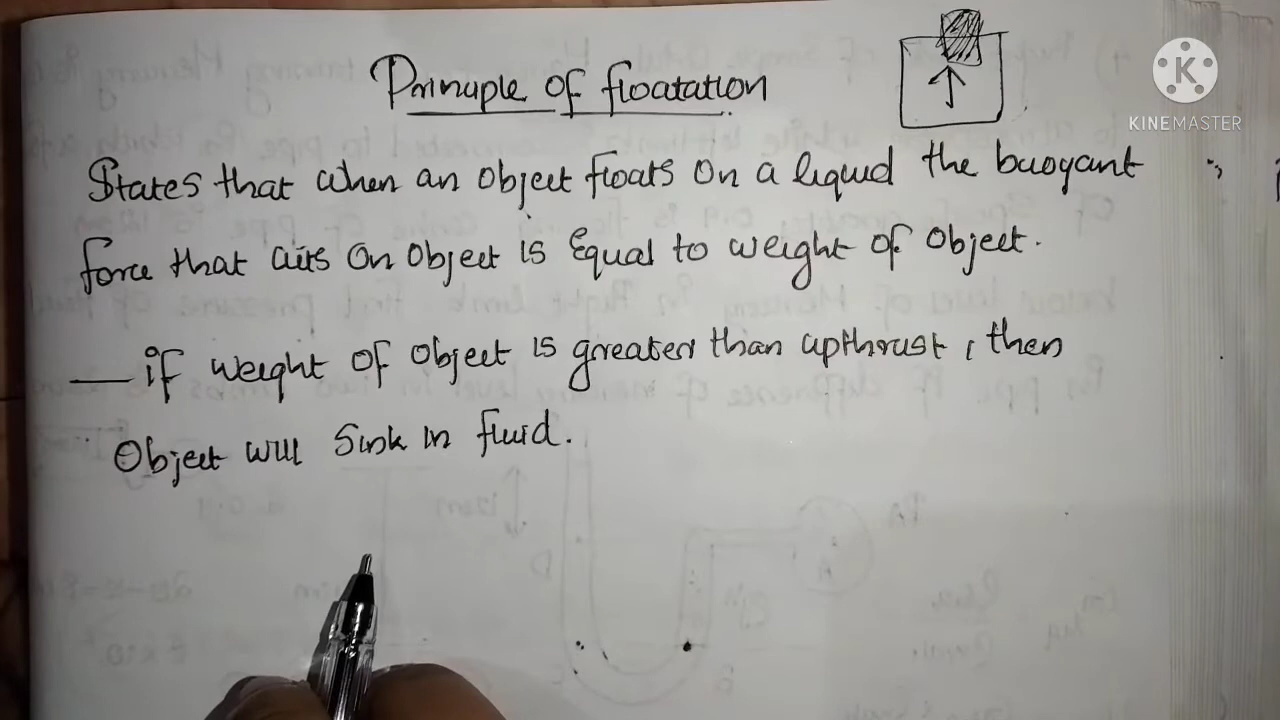 Principle of floatation
K
KINEMASTER
States that when an object floats on a liquid the buoyant
force that acts on object is Equal to weight of object.
— if weight of object is greater than upthrust, then
Object will sink in fluid.